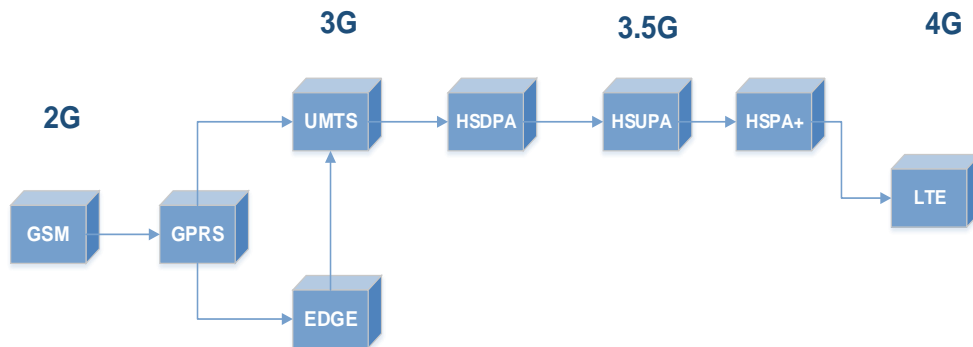 3G
3.5G
4G
2G
UMTS
HSDPA
HSUPA
HSPA+
LTE
GSM
GPRS
EDGE